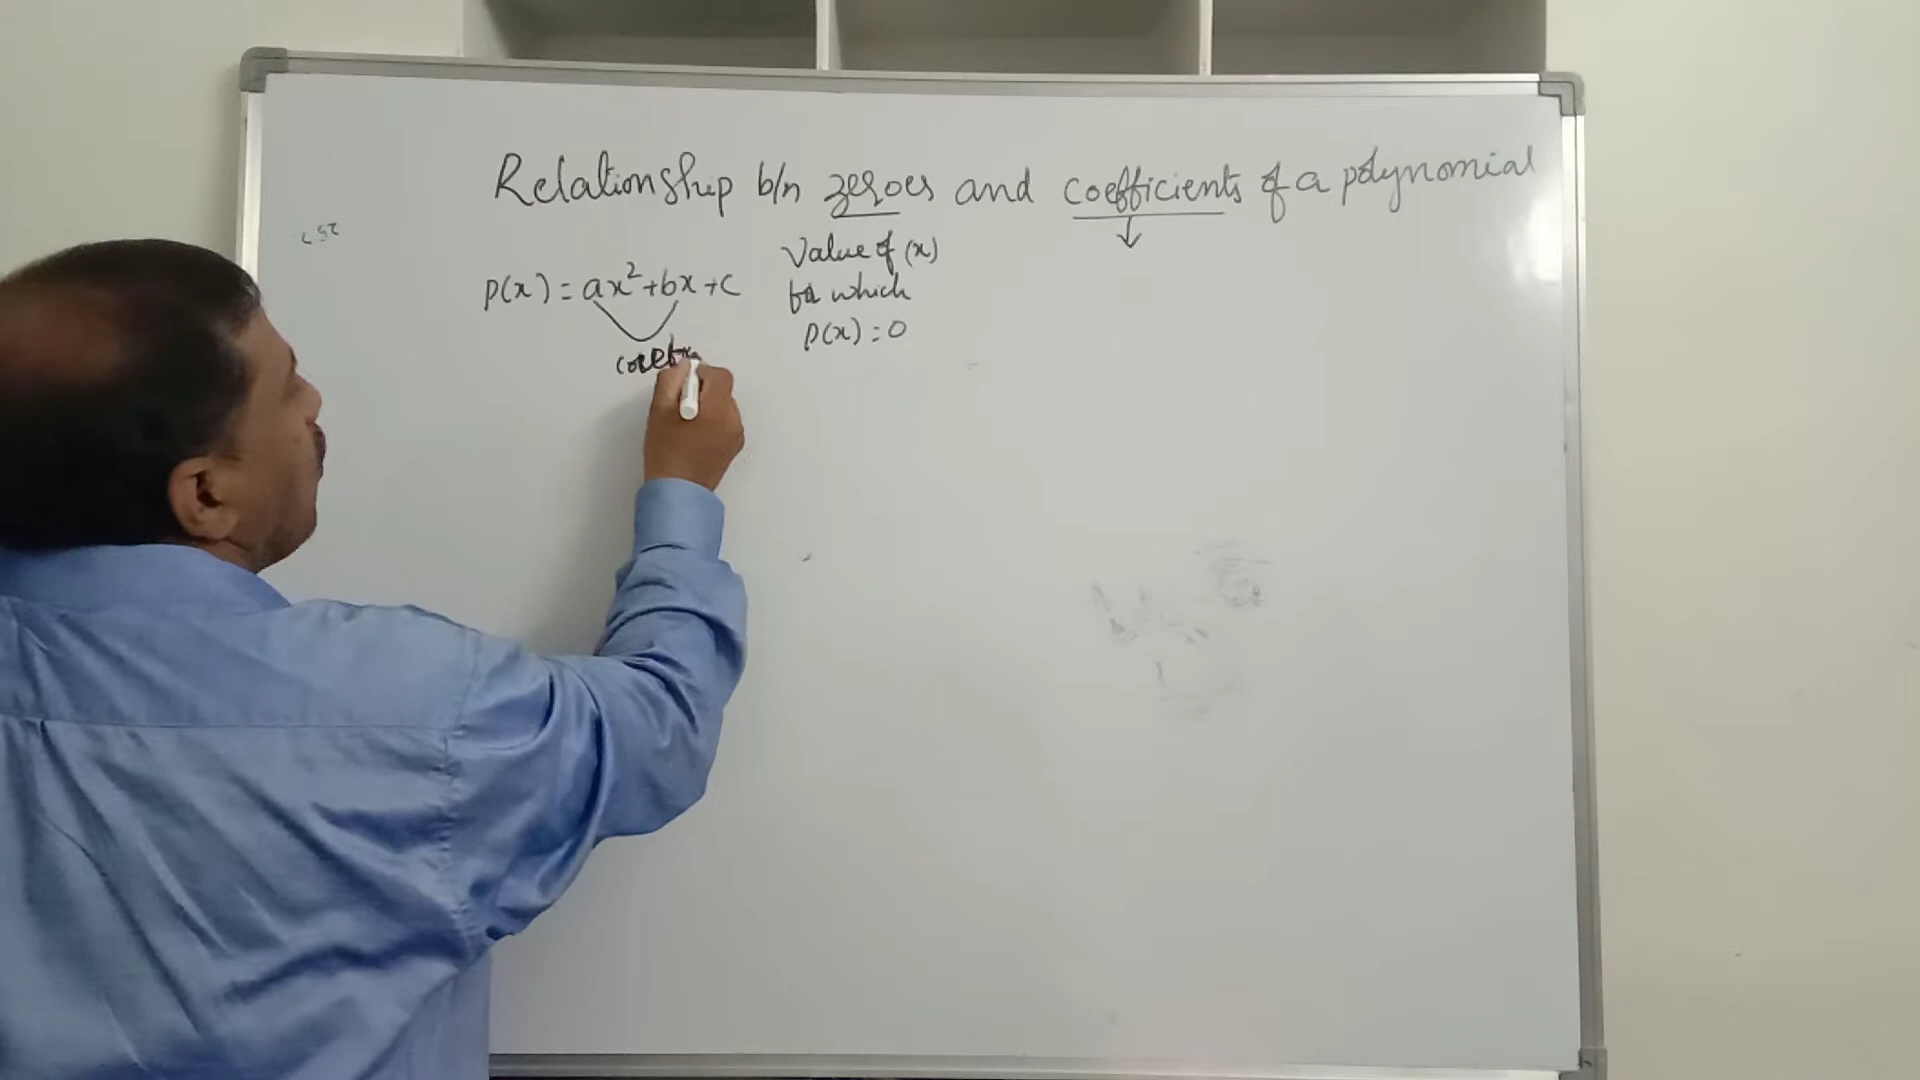 Relationship b/n zeroes and coefficients of a polynomial
Value of (x)
P(x) = ax²+bx+c
for which
P(x) = 0